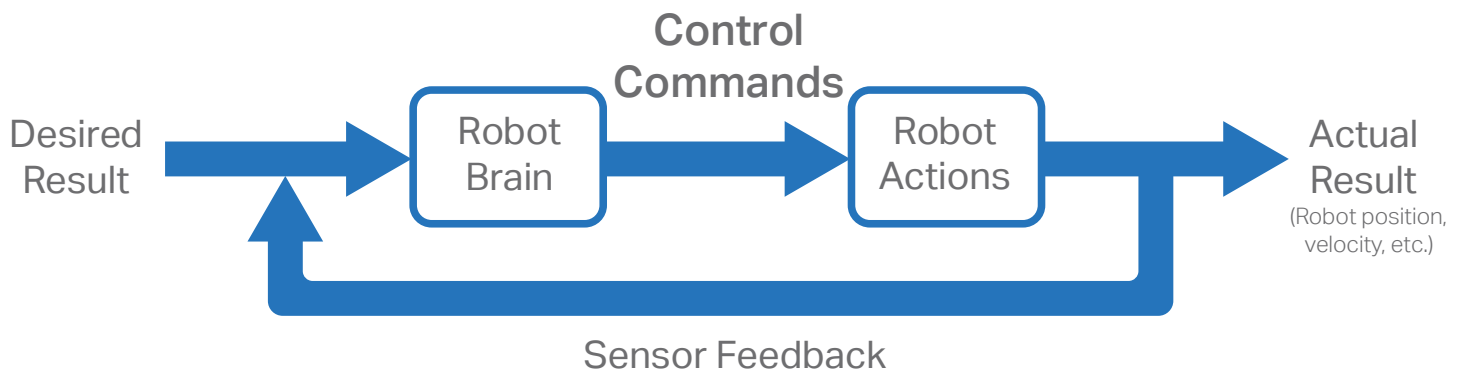 Control
Commands
Desired
Result
Robot
Brain
Robot
Actions
Actual
Result
(Robot position,
velocity, etc.)
Sensor Feedback